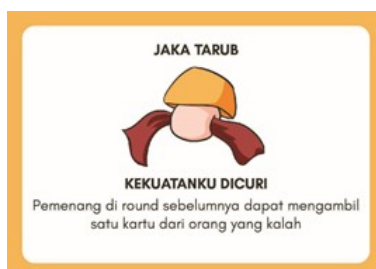 JAKA TARUB
KEKUATANKU DICURI
Pemenang di round sebelumnya dapat mengambil
satu kartu dari orang yang kalah